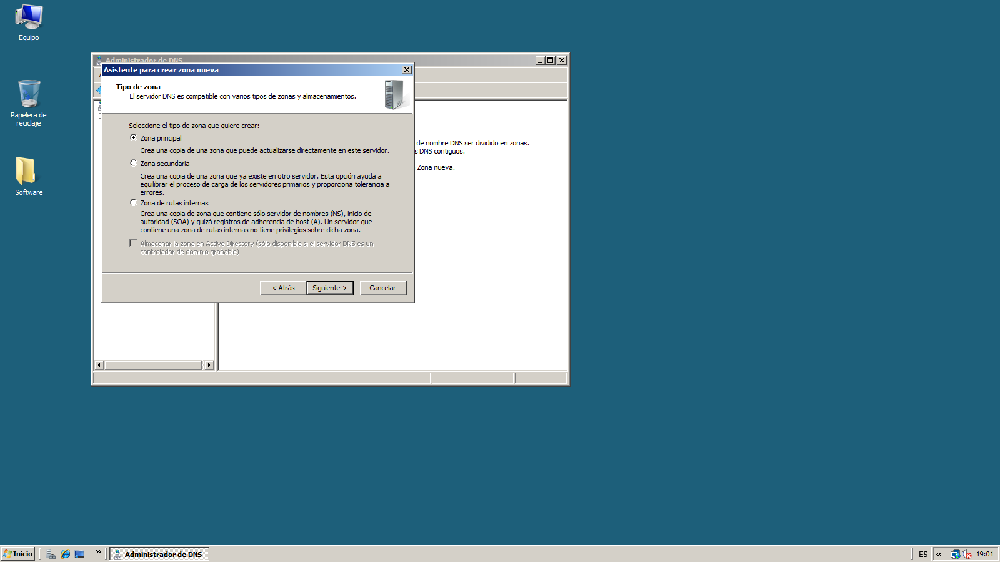 Equipo
Papelera de
reciclaje
Software
Administrador de DNS
Asistente para crear zona nueva
Tipo de zona
El servidor DNS es compatible con varios tipos de zonas y almacenamientos.
Seleccione el tipo de zona que quiere crear:
Zona principal
Crea una copia de una zona que puede actualizarse directamente en este servidor.
Zona secundaria
Crea una copia de una zona que ya existe en otro servidor. Esta opción ayuda a
equilibrar el proceso de carga de los servidores primarios y proporciona tolerancia a
errores.
Zona de rutas internas
Crea una copia de zona que contiene sólo servidor de nombres (NS), inicio de
autoridad (SOA) y quizá registros de adherencia de host (A). Un servidor que
contiene una zona de rutas internas no tiene privilegios sobre dicha zona.
Almacenar la zona en Active Directory (sólo disponible si el servidor DNS es un
controlador de dominio grabable)
< Atrás
Siguiente >
Cancelar
de nombre DNS ser dividido en zonas.
s DNS contiguos.
Zona nueva.
Inicio
»
Administrador de DNS
ES
«
19:01